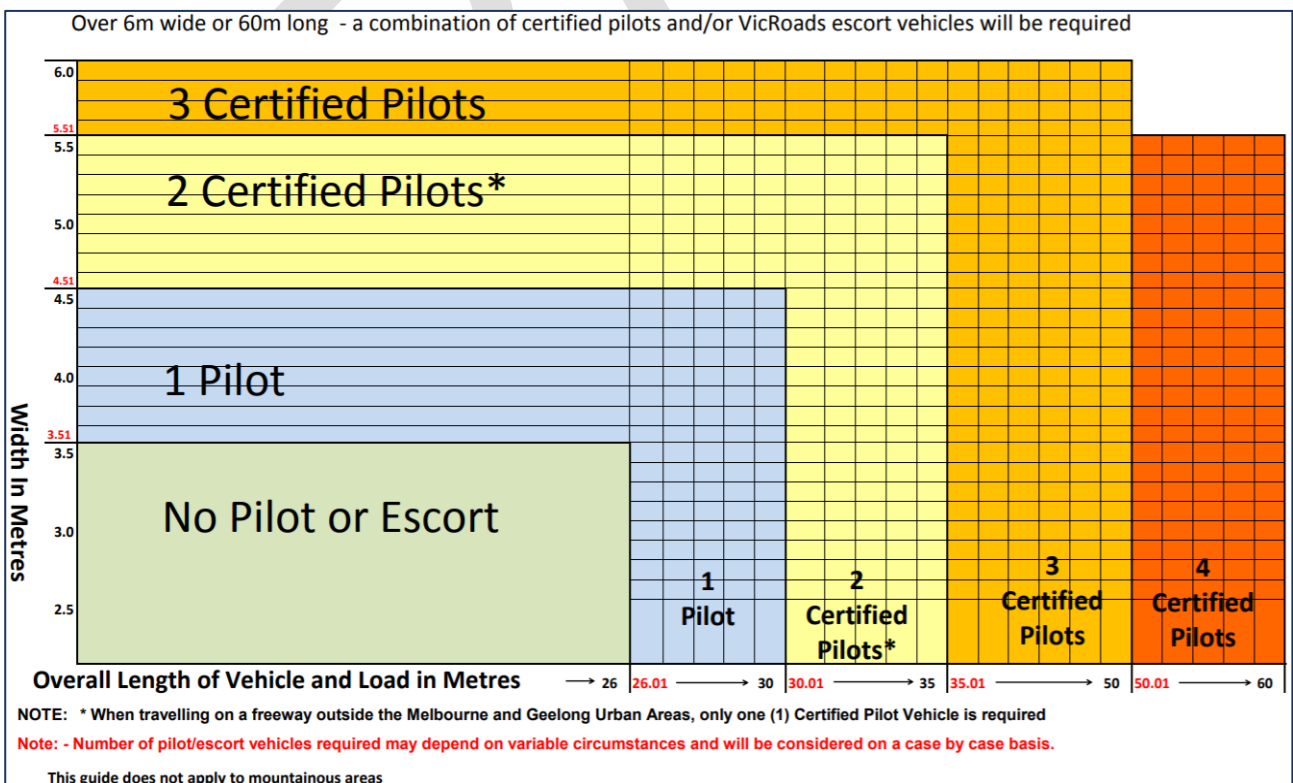 Over 6m wide or 60m long - a combination of certified pilots and/or VicRoads escort vehicles will be required
6.0
3 Certified Pilots
5.51
5.5
2 Certified Pilots*
5.0
4.51
4.5
4.0
1 Pilot
3.51
3.5
No Pilot or Escort
3.0
2.5
Width In Metres
1
Pilot
2
Certified
Pilots*
3
Certified
Pilots
4
Certified
Pilots
Overall Length of Vehicle and Load in Metres → 26 26.01 → 30 30.01 → 35 35.01 → 50 50.01 → 60
NOTE: * When travelling on a freeway outside the Melbourne and Geelong Urban Areas, only one (1) Certified Pilot Vehicle is required
Note: - Number of pilot/escort vehicles required may depend on variable circumstances and will be considered on a case by case basis.
This guide does not apply to mountainous areas